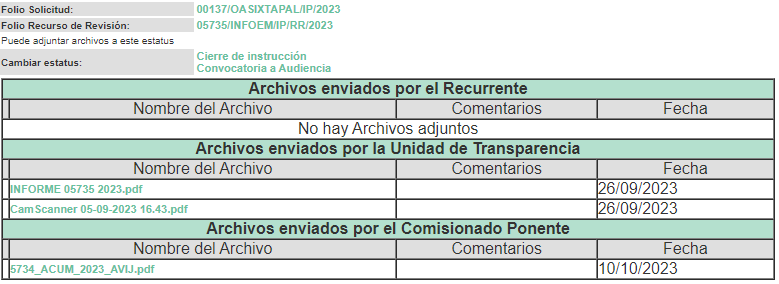 Folio Solicitud: 00137/OASIXTAPAL/IP/2023
Folio Recurso de Revisión: 05735/INFOEM/IP/RR/2023
Puede adjuntar archivos a este estatus
Cambiar estatus: Cierre de instrucción
Convocatoria a Audiencia
Archivos enviados por el Recurrente
Nombre del Archivo Comentarios Fecha
No hay Archivos adjuntos
Archivos enviados por la Unidad de Transparencia
Nombre del Archivo Comentarios Fecha
INFORME 05735 2023.pdf 26/09/2023
CamScanner 05-09-2023 16.43.pdf 26/09/2023
Archivos enviados por el Comisionado Ponente
Nombre del Archivo Comentarios Fecha
5734_ACUM_2023_AVIJ.pdf 10/10/2023